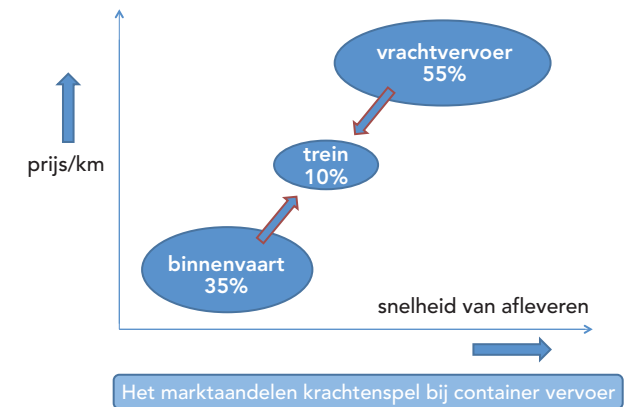 vrachtvervoer
55%
trein
10%
prijs/km
binnenvaart
35%
snelheid van afleveren
Het marktaandelen krachtenspel bij container vervoer